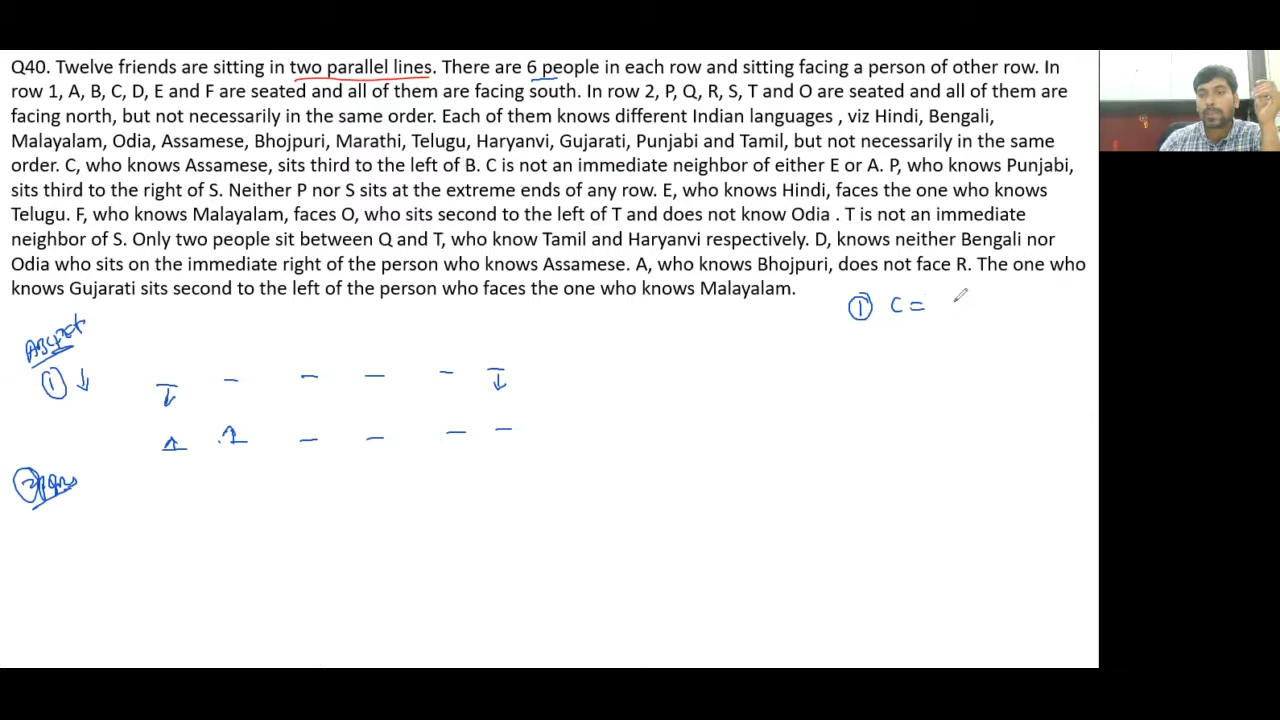 Q40. Twelve friends are sitting in two parallel lines. There are 6 people in each row and sitting facing a person of other row. In
row 1, A, B, C, D, E and F are seated and all of them are facing south. In row 2, P, Q, R, S, T and O are seated and all of them are
facing north, but not necessarily in the same order. Each of them knows different Indian languages , viz Hindi, Bengali,
Malayalam, Odia, Assamese, Bhojpuri, Marathi, Telugu, Haryanvi, Gujarati, Punjabi and Tamil, but not necessarily in the same
order. C, who knows Assamese, sits third to the left of B. C is not an immediate neighbor of either E or A. P, who knows Punjabi,
sits third to the right of S. Neither P nor S sits at the extreme ends of any row. E, who knows Hindi, faces the one who knows
Telugu. F, who knows Malayalam, faces O, who sits second to the left of T and does not know Odia . T is not an immediate
neighbor of S. Only two people sit between Q and T, who know Tamil and Haryanvi respectively. D, knows neither Bengali nor
Odia who sits on the immediate right of the person who knows Assamese. A, who knows Bhojpuri, does not face R. The one who
knows Gujarati sits second to the left of the person who faces the one who knows Malayalam.
① C =
①